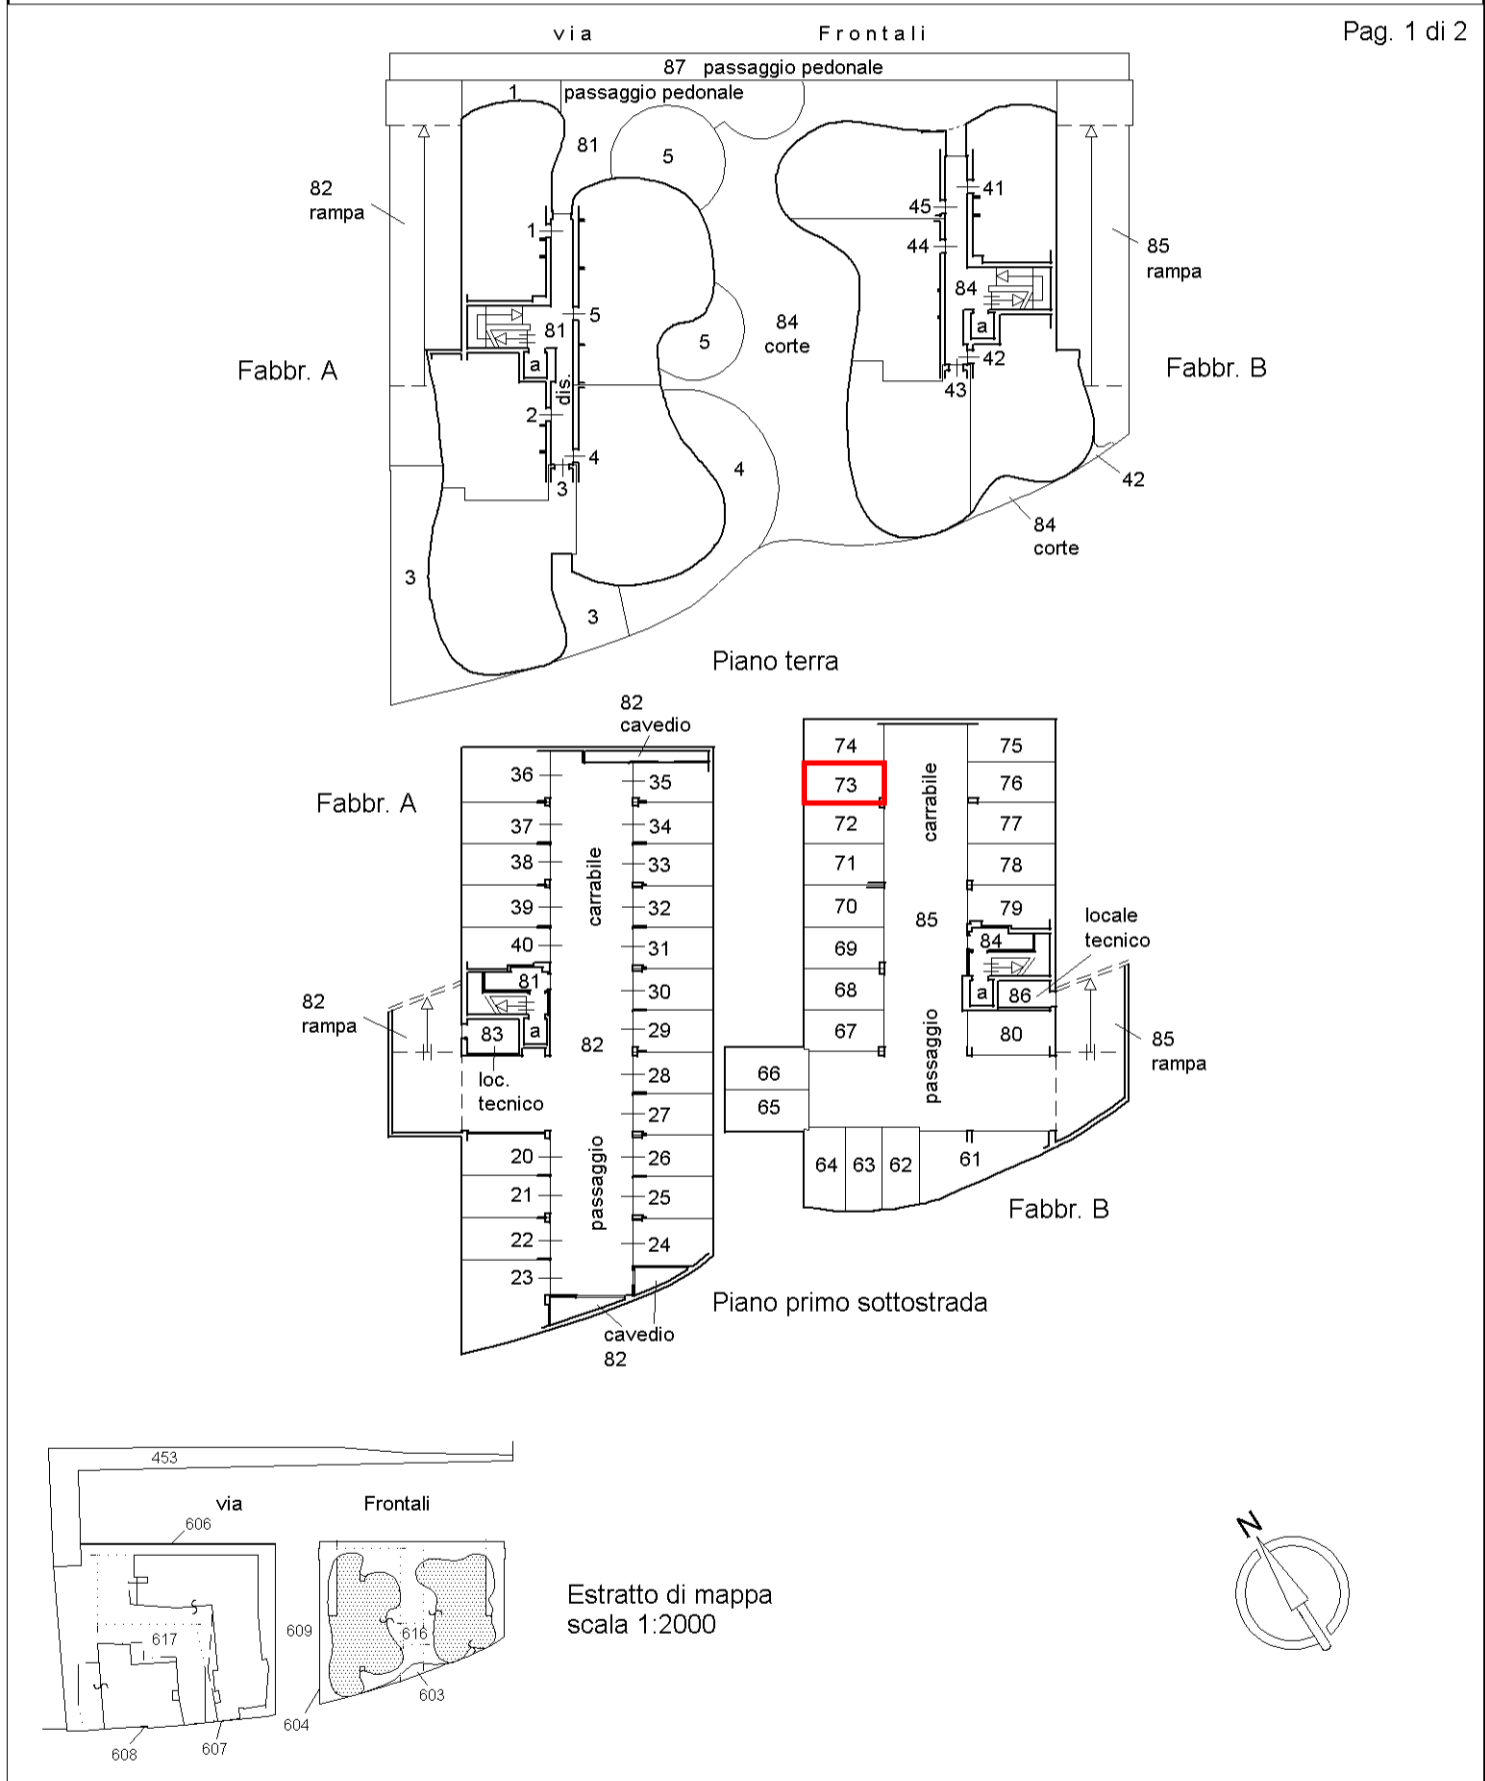 Pag. 1 di 2
via Frontali
87 passaggio pedonale
1 passaggio pedonale
81
5
82
rampa
1
5
81
a
dis.
2
4
3
5
4
3
3
Fabbr. A
84
corte
45
41
44
84
a
42
43
85
rampa
Fabbr. B
42
84
corte
Piano terra
82
cavedio
Fabbr. A
36
35
37
34
38
33
39
32
40
31
81
30
83
a
29
82
28
27
20
26
21
25
22
24
23
carrabile
passaggio
82
rampa
loc.
tecnico
cavedio
82
74
75
73
76
72
77
71
78
70
79
85
69
84
68
a
86
67
80
66
65
64
63
62
61
carrabile
passaggio
locale
tecnico
85
rampa
Fabbr. B
Piano primo sottostrada
453
via Frontali
606
617
609
616
603
604
607
608
Estratto di mappa
scala 1:2000
N